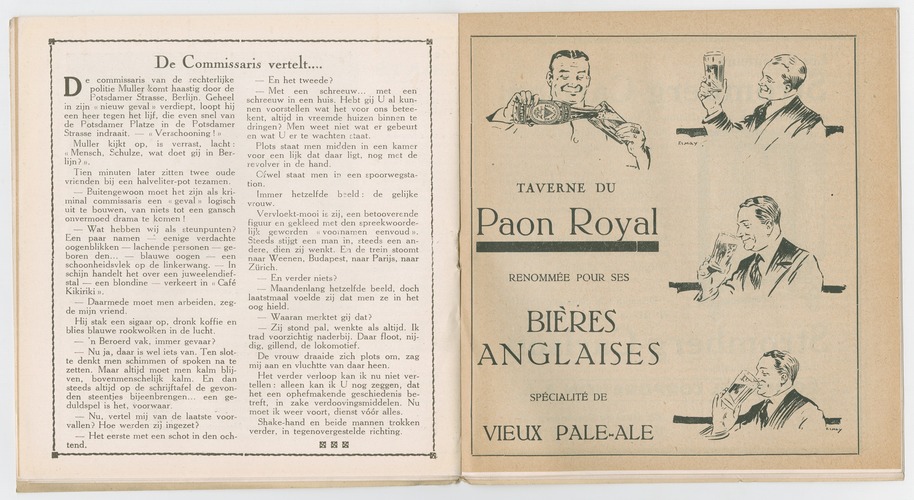 De Commissaris vertelt....
De commissaris van de rechterlijke
politie Muller komt haastig door de
Potsdamer Strasse, Berlijn. Geheel
in zijn « nieuw geval » verdiept, loopt hij
een heer tegen het lijf, die even snel van
de Potsdamer Platze in de Potsdamer
Strasse indraait. — « Verschooning ! »
Muller kijkt op, is verrast, lacht :
« Mensch, Schulze, wat doet gij in Ber-
lijn? ».
Tien minuten later zitten twee oude
vrienden bij een halveliter-pot tezamen.
— Buitengewoon moet het zijn als kri-
minal commissaris een « geval » logisch
uit te bouwen, van niets tot een gansch
onvermoed drama te komen !
— Wat hebben wij als steunpunten?
Een paar namen — eenige verdachte
oogenblikken — lachende personen — ge-
boren den... — blauwe oogen — een
schoonheidsvlek op de linkerwang. — In
schijn handelt het over een juweelendief-
stal — een blondine — verkeert in « Café
Kikiriki ».
— Daarmede moet men arbeiden, zeg-
de mijn vriend.
Hij stak een sigaar op, dronk koffie en
blies blauwe rookwolken in de lucht.
— 'n Beroerd vak, immer gevaar?
— Nu ja, daar is wel iets van. Ten slot-
te denkt men schimmen of spoken na te
zetten. Maar altijd moet men kalm blij-
ven, bovenmenschelijk kalm. En dan
steeds altijd op de schrijftafel de gevon-
den steentjes bijeenbrengen... een ge-
duldspel is het, voorwaar.
— Nu, vertel mij van de laatste voor-
vallen? Hoe werden zij ingezet?
— Het eerste met een schot in den och-
tend.
— En het tweede?
— Met een schreeuw... met een
schreeuw in een huis. Hebt gij U al kun-
nen voorstellen wat het voor ons betee-
kent, altijd in vreemde huizen binnen te
dringen? Men weet niet wat er gebeurt
en wat U er te wachten staat.
Plots staat men midden in een kamer
voor een lijk dat daar ligt, nog met de
revolver in de hand.
Ofwel staat men in een spoorwegsta-
tion.
Immer hetzelfde beeld : de gelijke
vrouw.
Vervloekt-mooi is zij, een betooverende
figuur en gekleed met den spreekwoorde-
lijk geworden « voornamen eenvoud ».
Steeds stijgt een man in, steeds een an-
dere, dien zij wenkt. En de trein stoomt
naar Weenen, Budapest, naar Parijs, naar
Zürich.
— En verder niets?
— Maandenlang hetzelfde beeld, doch
laatstmaal voelde zij dat men ze in het
oog hield.
— Waaran merktet gij dat?
— Zij stond pal, wenkte als altijd. Ik
trad voorzichtig naderbij. Daar floot, nij-
dig, gillend, de lokomotief.
De vrouw draaide zich plots om, zag
mij aan en vluchtte van daar heen.
Het verder verloop kan ik nu niet ver-
tellen : alleen kan ik U nog zeggen, dat
het een ophefmakende geschiedenis be-
treft, in zake verdoovingsmiddelen. Nu
moet ik weer voort, dienst vóór alles.
Shake-hand en beide mannen trokken
verder, in tegenovergestelde richting.
TAVERNE DU
Paon Royal
RENOMMÉE POUR SES
BIÈRES
ANGLAISES
SPÉCIALITÉ DE
VIEUX PALE-ALE